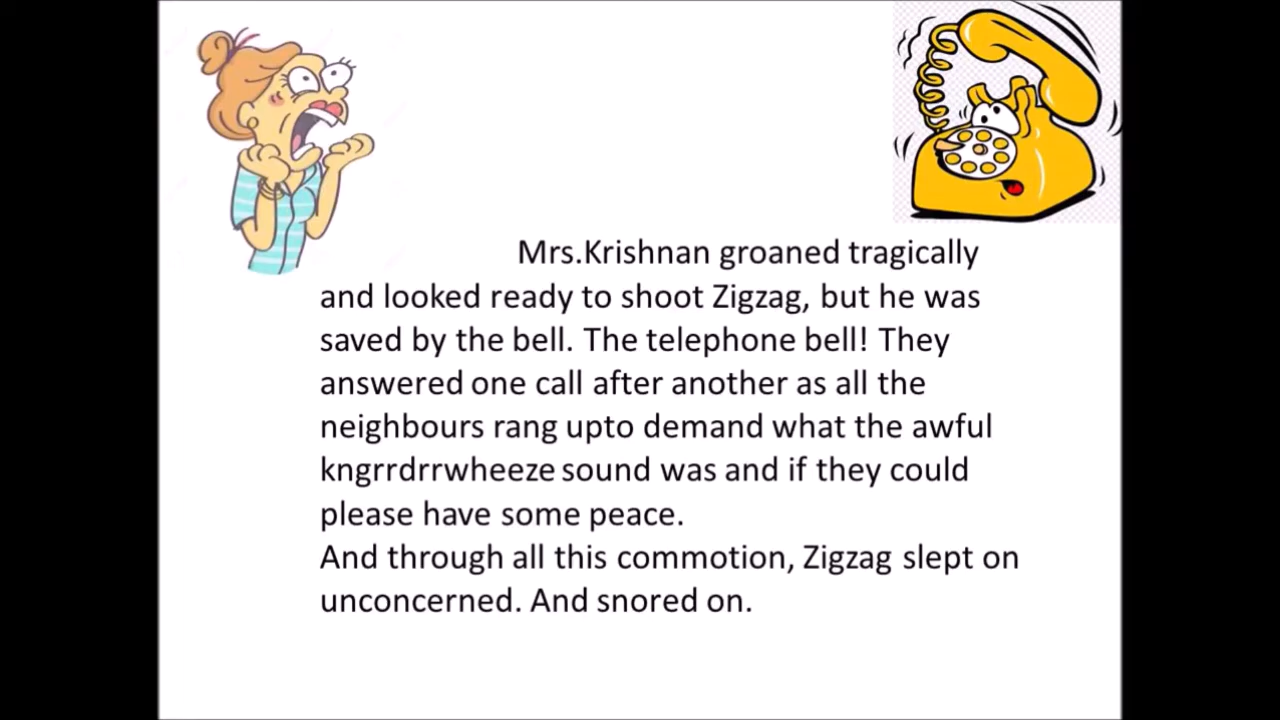 Mrs.Krishnan groaned tragically
and looked ready to shoot Zigzag, but he was
saved by the bell. The telephone bell! They
answered one call after another as all the
neighbours rang upto demand what the awful
kngrrdrrwheeze sound was and if they could
please have some peace.
And through all this commotion, Zigzag slept on
unconcerned. And snored on.